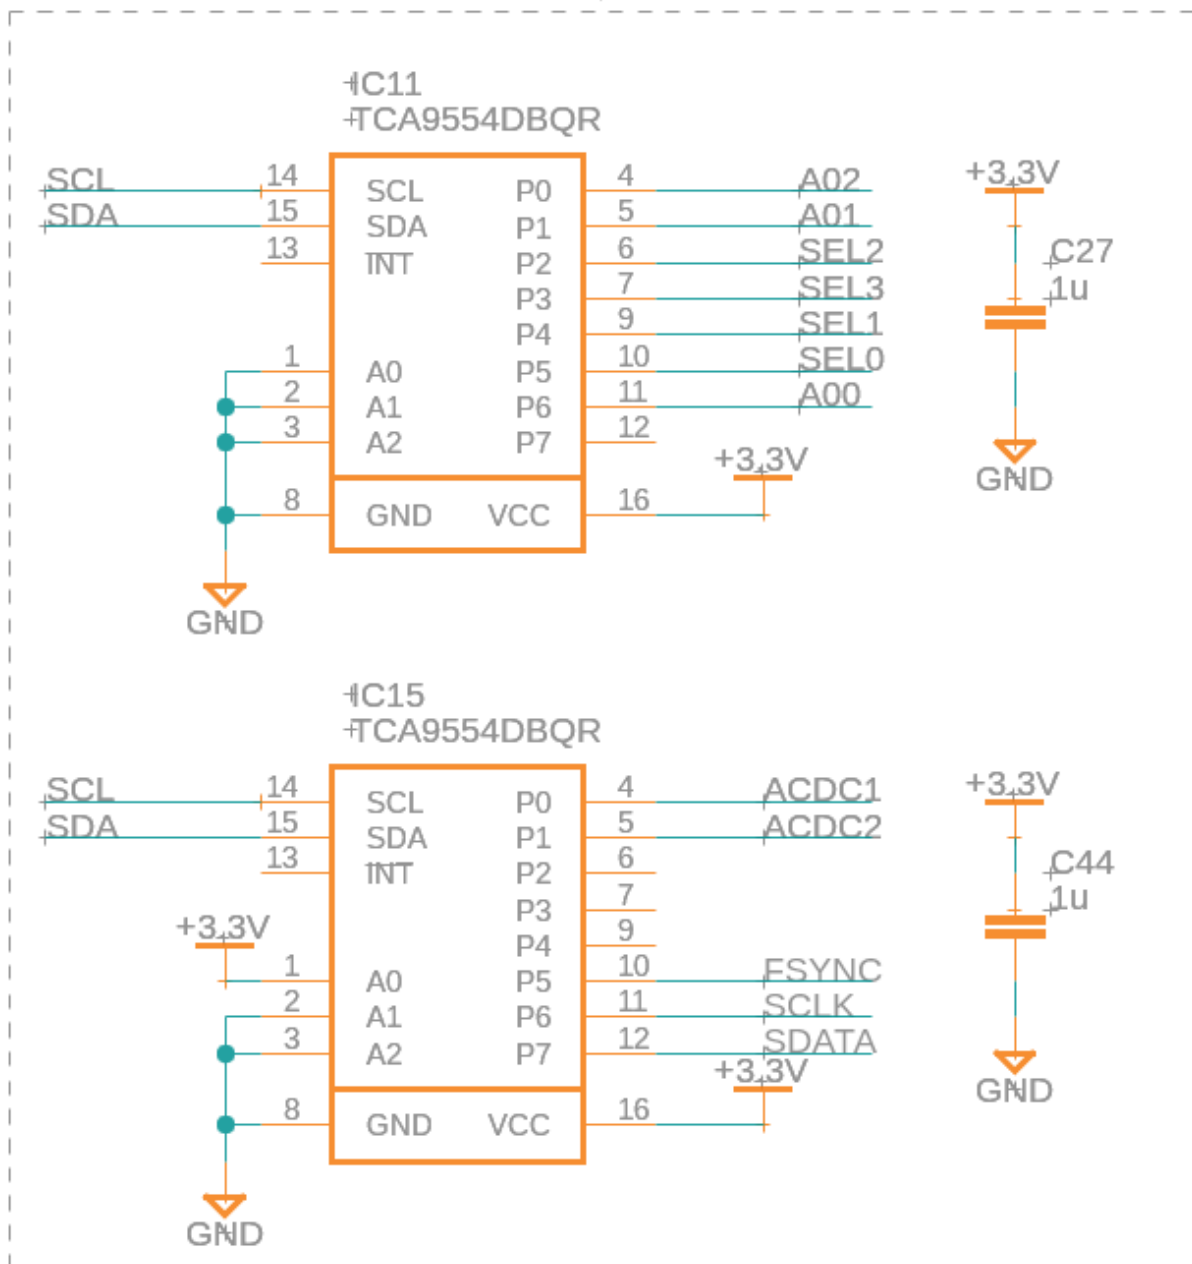 IC11
TCA9554DBQR
SCL 14 SCL P0 4 A02
SDA 15 SDA P1 5 A01
13 INT P2 6 SEL2
P3 7 SEL3
P4 9 SEL1
1 A0 P5 10 SEL0
2 A1 P6 11 A00
3 A2 P7 12
+3.3V
8 GND VCC 16
GND
+3.3V
C27
1u
GND
IC15
TCA9554DBQR
SCL 14 SCL P0 4 ACDC1
SDA 15 SDA P1 5 ACDC2
13 INT P2 6
P3 7
+3.3V P4 9
1 A0 P5 10 FSYNC
2 A1 P6 11 SCLK
3 A2 P7 12 SDATA
+3.3V
8 GND VCC 16
GND
+3.3V
C44
1u
GND